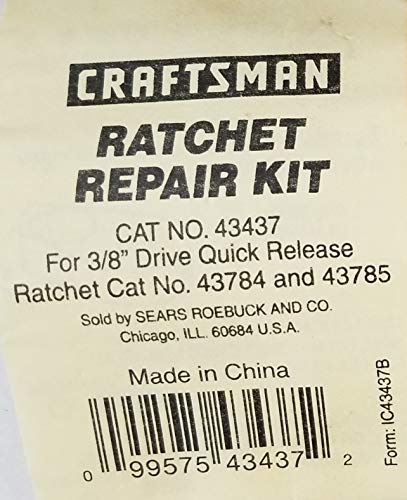 CRAFTSMAN
RATCHET
REPAIR KIT
CAT NO. 43437
For 3/8" Drive Quick Release
Ratchet Cat No. 43784 and 43785
Sold by SEARS ROEBUCK AND CO.
Chicago, ILL. 60684 U.S.A.
Made in China
0 99575 43437 2
Form: IC43437B